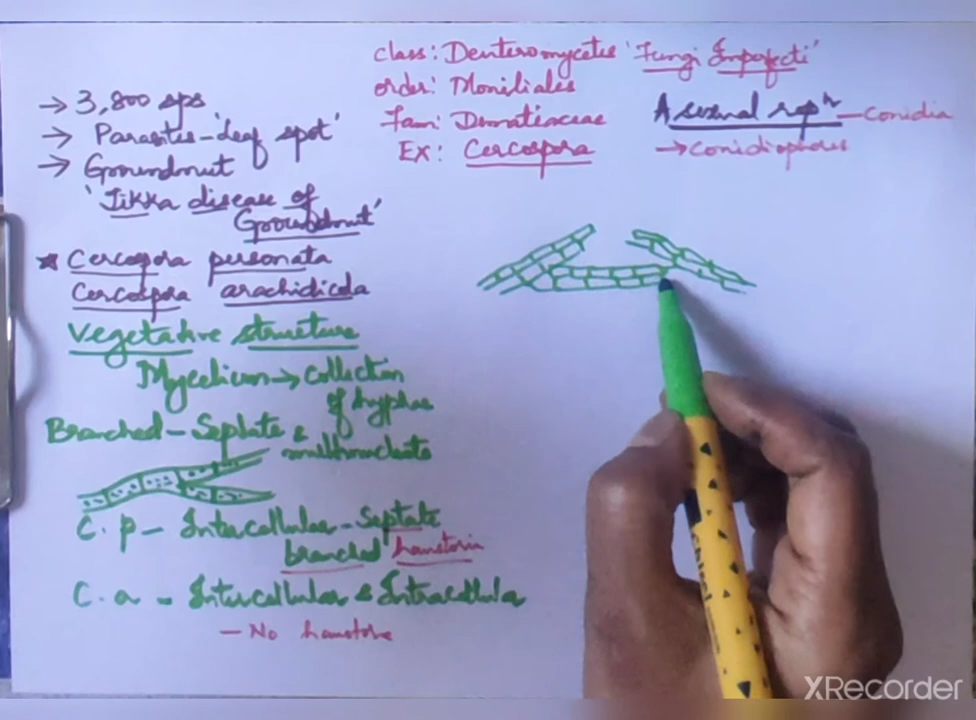 class: Deuteromycetes 'Fungi Imperfecti'
order: Moniliales
Fam: Dematiaceae
Ex: Cercospora
Asexual rep^n — Conidia
→ conidiophores
→ 3,800 sps
→ Parasites - 'leaf spot'
→ Groundnut
'Tikka disease of
Groundnut'
* Cercospora personata
Cercospora arachidicola
Vegetative structure
Mycelium → collection
of hyphae
Branched - Septate &
multinucleate
C. p - Intercellular - Septate
branched haustoria
C. a - Intercellular & Intracellular
- No haustoria
XRecorder